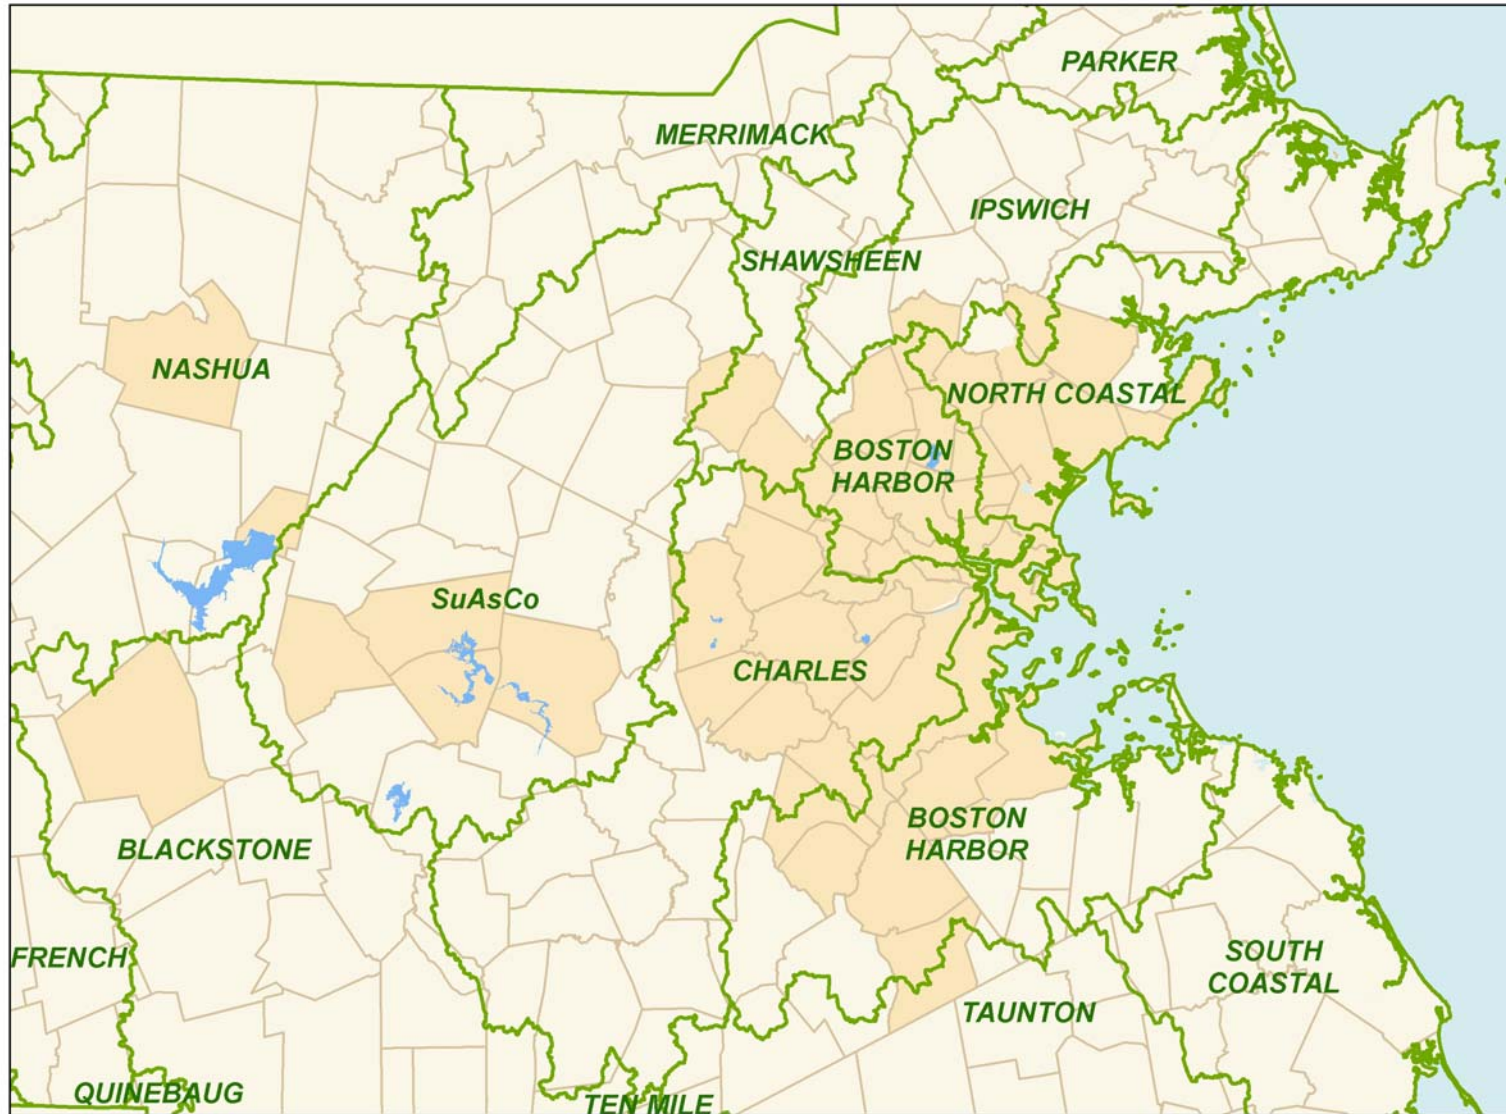 PARKER
MERRIMACK
IPSWICH
SHAWSHEEN
NASHUA
NORTH COASTAL
BOSTON
HARBOR
SuAsCo
CHARLES
BOSTON
HARBOR
BLACKSTONE
FRENCH
SOUTH
COASTAL
TAUNTON
QUINEBAUG
TEN MILE